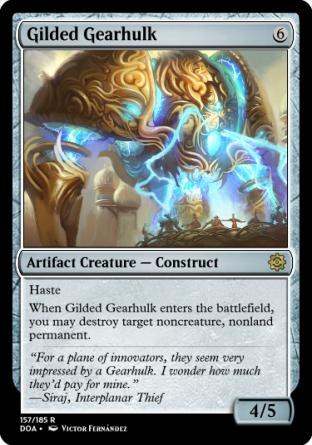 Gilded Gearhulk 6
Artifact Creature — Construct
Haste
When Gilded Gearhulk enters the battlefield,
you may destroy target noncreature, nonland
permanent.
“For a plane of innovators, they seem very
impressed by a Gearhulk. I wonder how much
they’d pay for mine.”
—Siraj, Interplanar Thief
157/185 R
DOA • Victor Fernández
4/5